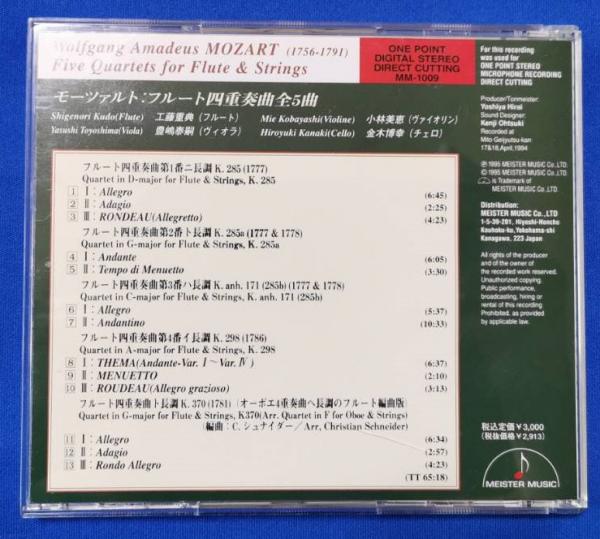 Wolfgang Amadeus MOZART (1756-1791)
Five Quartets for Flute & Strings
ONE POINT
DIGITAL STEREO
DIRECT CUTTING
MM-1009
モーツァルト:フルート四重奏曲全5曲
Shigenori Kudo(Flute) 工藤重典(フルート) Mie Kobayashi(Violine) 小林美恵(ヴァイオリン)
Yasushi Toyoshima(Viola) 豊嶋泰嗣(ヴィオラ) Hiroyuki Kanaki(Cello) 金木博幸(チェロ)
フルート四重奏曲第1番ニ長調 K. 285 (1777)
Quartet in D-major for Flute & Strings, K. 285
1 Ⅰ: Allegro (6:45)
2 Ⅱ: Adagio (2:25)
3 Ⅲ: RONDEAU(Allegretto) (4:23)
フルート四重奏曲第2番ト長調 K. 285a (1777 & 1778)
Quartet in G-major for Flute & Strings, K. 285a
4 Ⅰ: Andante (6:05)
5 Ⅱ: Tempo di Menuetto (3:30)
フルート四重奏曲第3番ハ長調 K. anh. 171 (285b) (1777 & 1778)
Quartet in C-major for Flute & Strings, K. anh. 171 (285b)
6 Ⅰ: Allegro (5:37)
7 Ⅱ: Andantino (10:33)
フルート四重奏曲第4番イ長調 K. 298 (1786)
Quartet in A-major for Flute & Strings, K. 298
8 Ⅰ: THEMA(Andante-Var. Ⅰ~Var. Ⅳ) (6:37)
9 Ⅱ: MENUETTO (2:10)
10 Ⅲ: ROUDEAU(Allegro grazioso) (3:13)
フルート四重奏曲ト長調 K. 370 (1781) (オーボエ4重奏曲ヘ長調のフルート編曲版)
Quartet in G-major for Flute & Strings, K370(Arr. Quartet in F for Oboe & Strings)
(編曲:C. シュナイダー/Arr, Christian Schneider)
11 Ⅰ: Allegro (6:34)
12 Ⅱ: Adagio (2:57)
13 Ⅲ: Rondo Allegro (4:23)
(TT 65:18)
For this recording
was used for
ONE POINT STEREO
MICROPHONE RECORDING
DIRECT CUTTING
Producer/Tonmeister:
Yoshiya Hirai
Sound Designer:
Kenji Ohtsuki
Recorded at
Mito Geijyutsu-kan
17&18,April,1994
Ⓟ1995 MEISTER MUSIC Co.,LTD.
©1995 MEISTER MUSIC Co.,LTD.
is Trademark of
MEISTER MUSIC Co.,LTD.
Distribution:
MEISTER MUSIC Co.,LTD
1-5-39-201, Hiyoshi-Honcho
Kouhoku-ku,Yokohama-shi
Kanagawa, 223 Japan
All rights of the producer
and of the owner of
the recorded work reserved.
Unauthorized copying.
Public performance,
broadcasting, hiring or
rental of this recording
Prohibited. as provided
by applicable law.
税込定価¥3,000
(税抜価格¥2,913)
MEISTER MUSIC